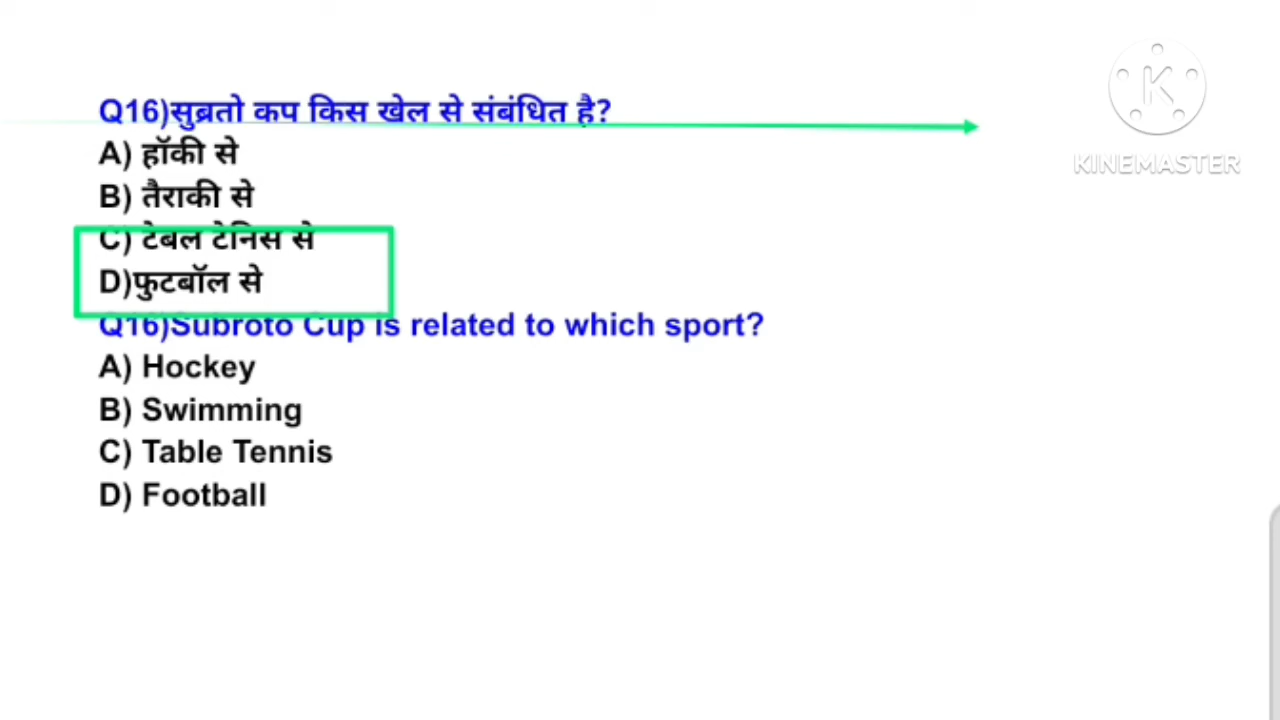 Q16)सुब्रतो कप किस खेल से संबंधित है?
A) हॉकी से
B) तैराकी से
C) टेबल टेनिस से
D)फुटबॉल से
Q16)Subroto Cup is related to which sport?
A) Hockey
B) Swimming
C) Table Tennis
D) Football
K
KINEMASTER